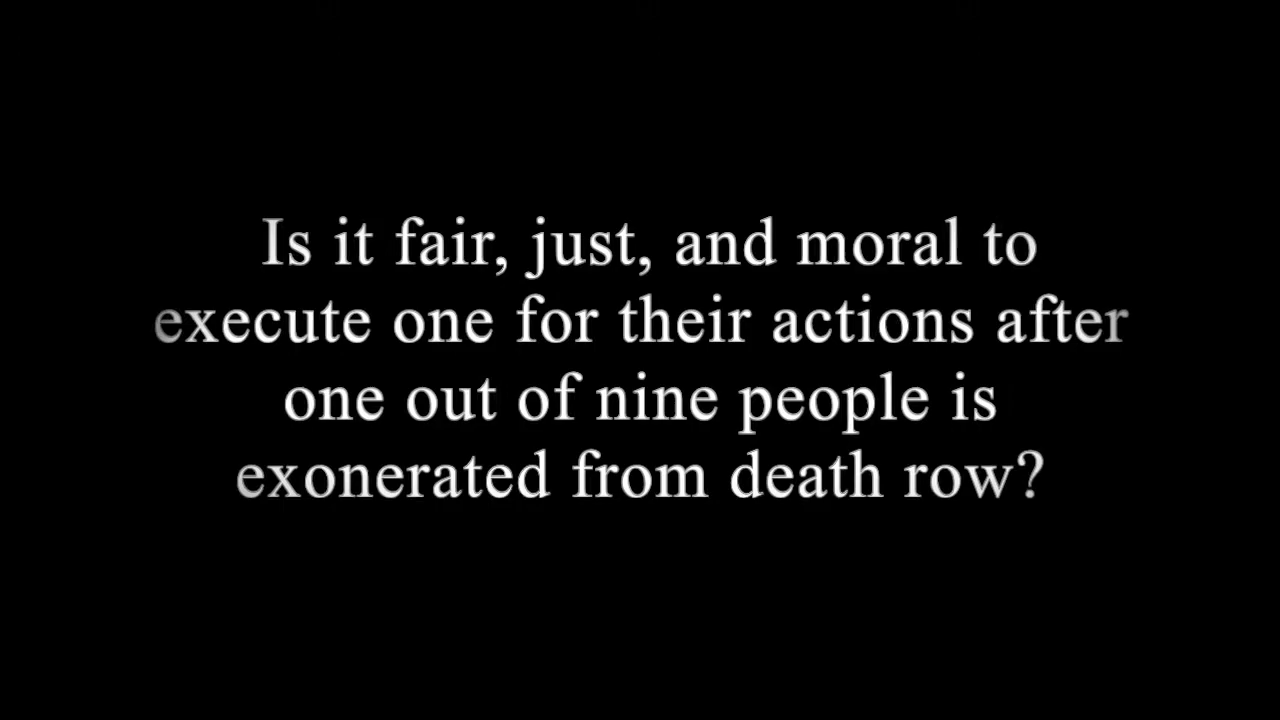 Is it fair, just, and moral to
execute one for their actions after
one out of nine people is
exonerated from death row?